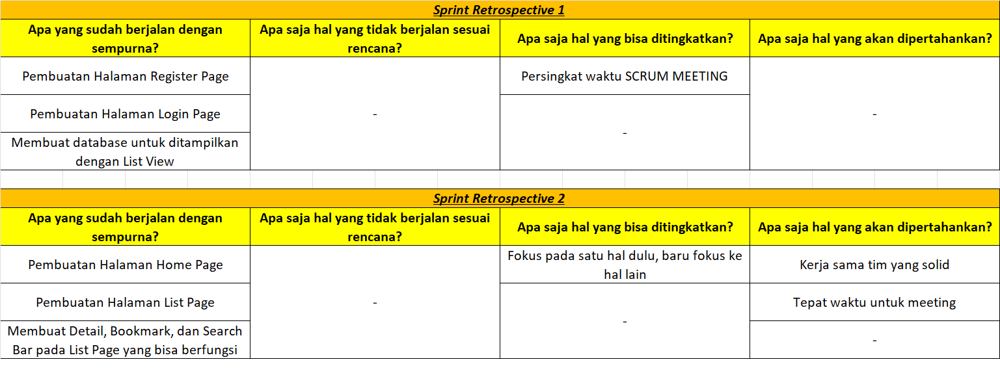 Sprint Retrospective 1
Apa yang sudah berjalan dengan
sempurna?
Apa saja hal yang tidak berjalan sesuai
rencana?
Apa saja hal yang bisa ditingkatkan?
Apa saja hal yang akan dipertahankan?
Pembuatan Halaman Register Page
-
Persingkat waktu SCRUM MEETING
-
Pembuatan Halaman Login Page
-
Membuat database untuk ditampilkan
dengan List View
Sprint Retrospective 2
Apa yang sudah berjalan dengan
sempurna?
Apa saja hal yang tidak berjalan sesuai
rencana?
Apa saja hal yang bisa ditingkatkan?
Apa saja hal yang akan dipertahankan?
Pembuatan Halaman Home Page
-
Fokus pada satu hal dulu, baru fokus ke
hal lain
Kerja sama tim yang solid
Pembuatan Halaman List Page
-
Tepat waktu untuk meeting
Membuat Detail, Bookmark, dan Search
Bar pada List Page yang bisa berfungsi
-